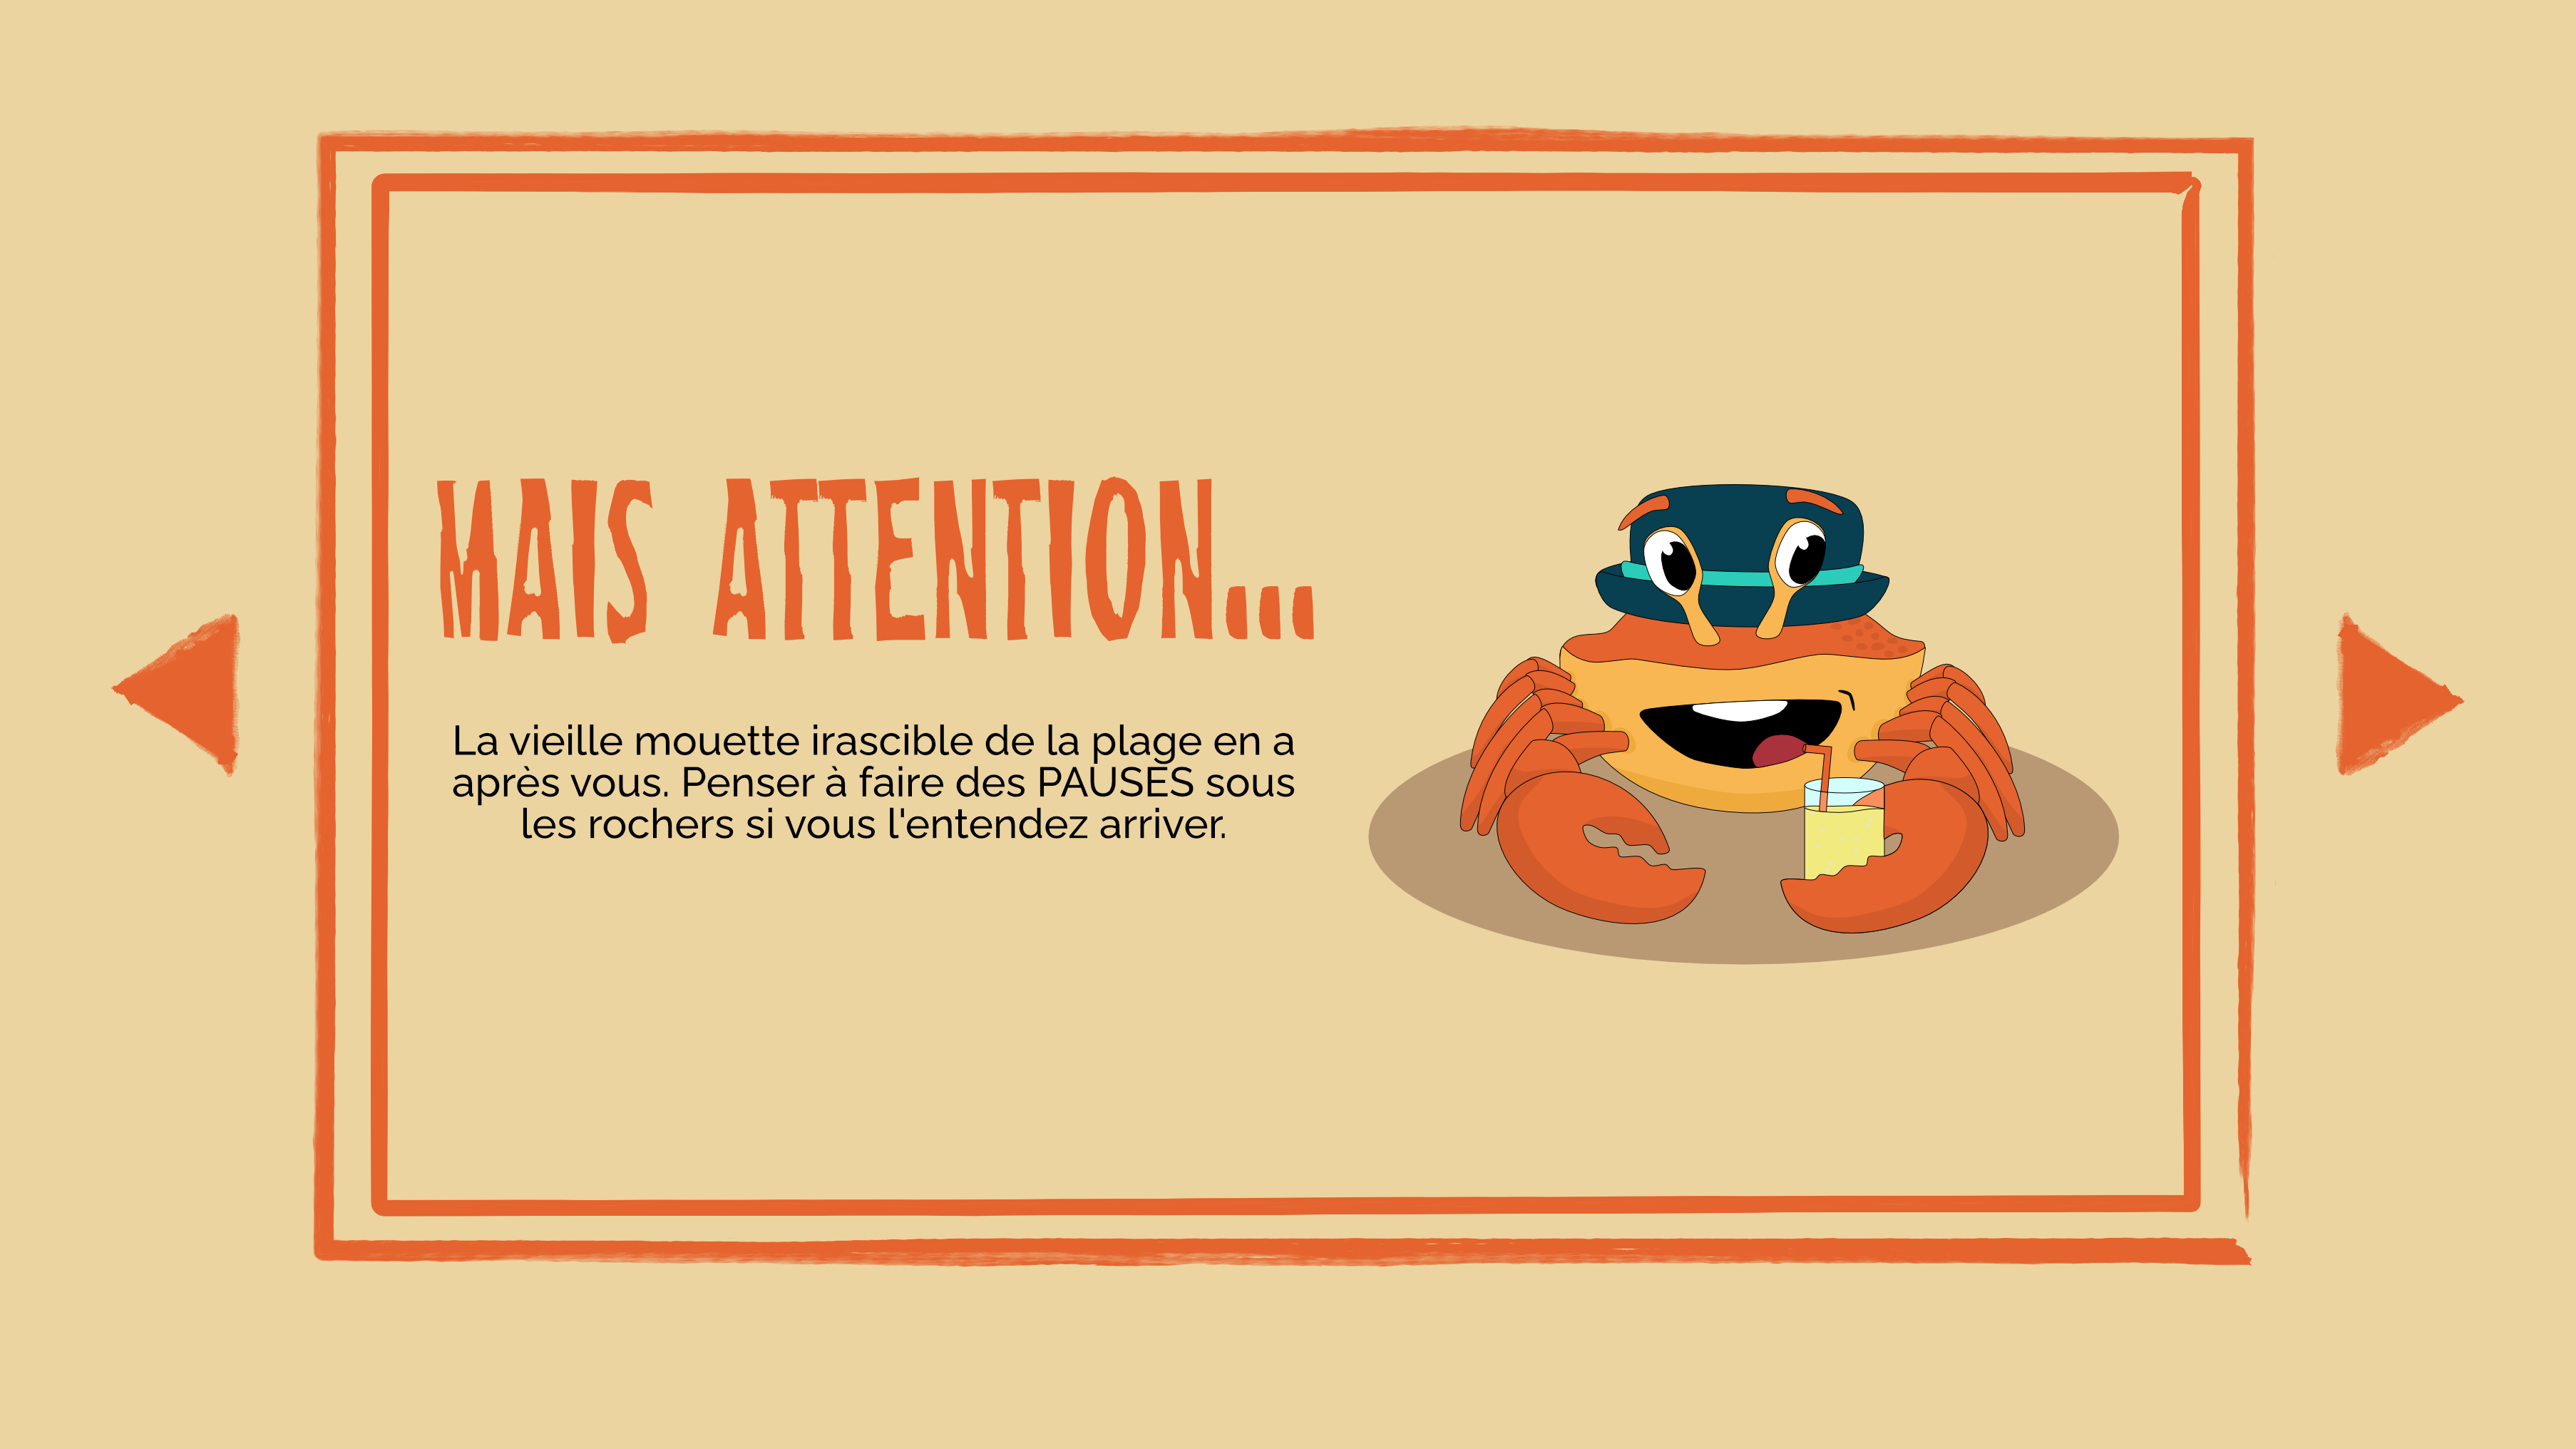 MAIS ATTENTION...
La vieille mouette irascible de la plage en a
après vous. Penser à faire des PAUSES sous
les rochers si vous l'entendez arriver.